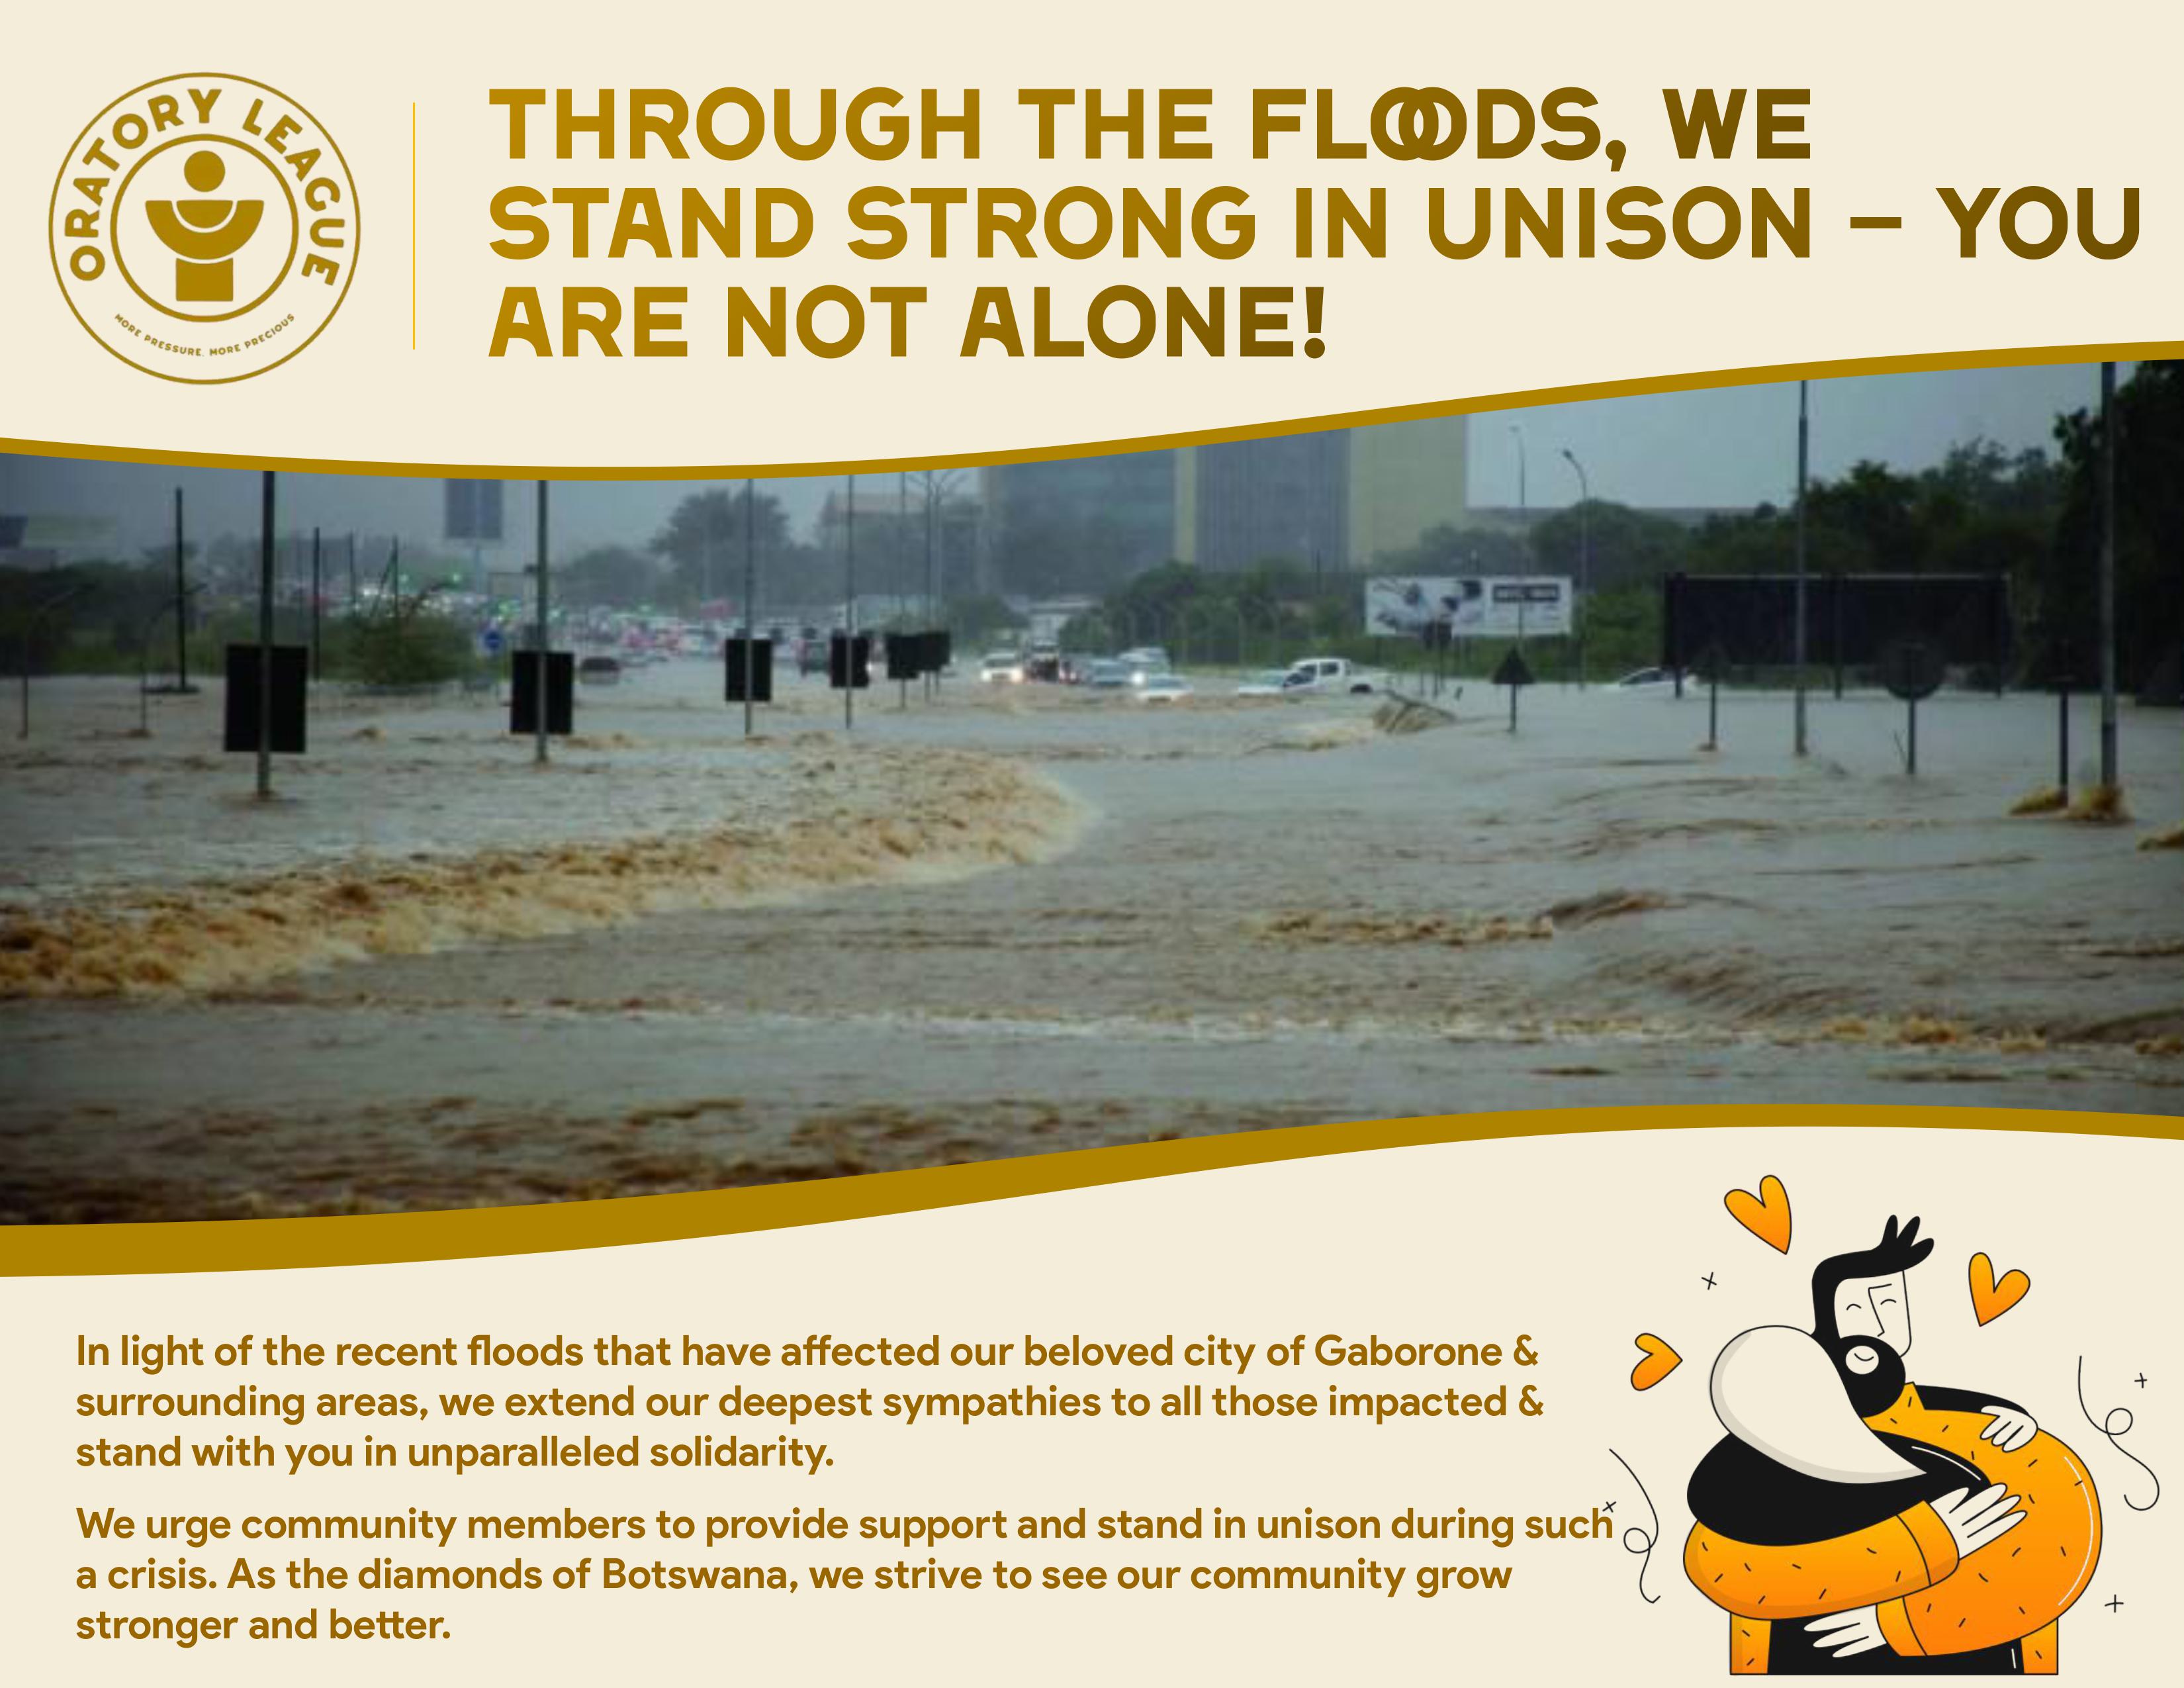 ORATORY LEAGUE
MORE PRESSURE. MORE PRECIOUS
THROUGH THE FLOODS, WE
STAND STRONG IN UNISON – YOU
ARE NOT ALONE!
In light of the recent floods that have affected our beloved city of Gaborone &
surrounding areas, we extend our deepest sympathies to all those impacted &
stand with you in unparalleled solidarity.
We urge community members to provide support and stand in unison during such
a crisis. As the diamonds of Botswana, we strive to see our community grow
stronger and better.